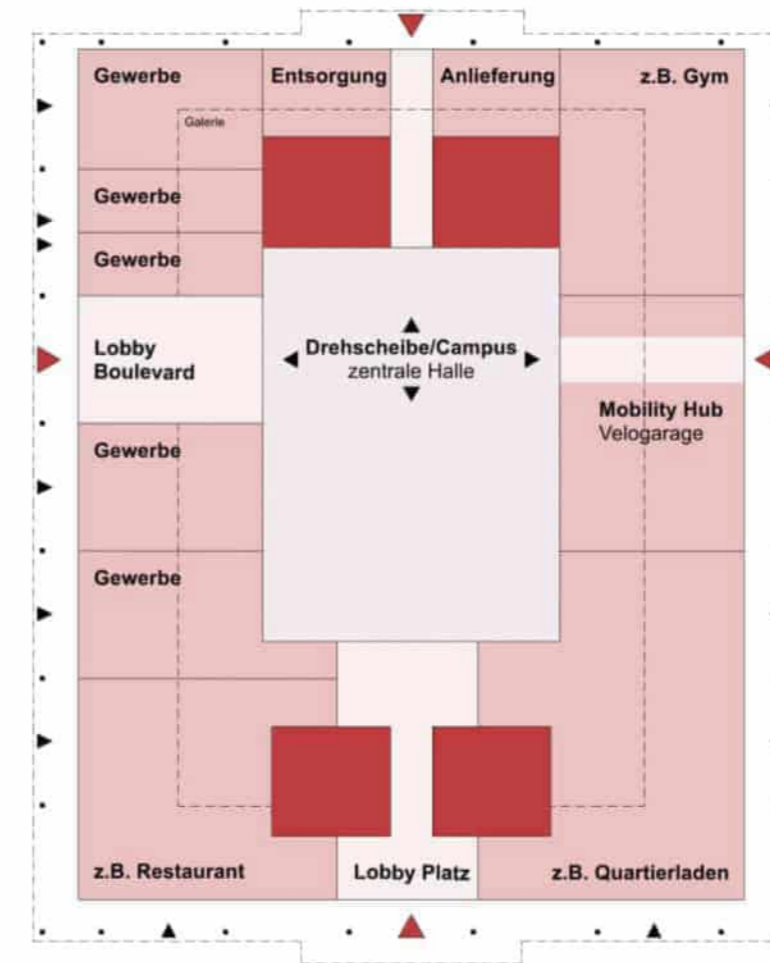 Gewerbe
Entsorgung
Anlieferung
z.B. Gym
Galerie
Gewerbe
Gewerbe
Lobby
Boulevard
Drehscheibe/Campus
zentrale Halle
Mobility Hub
Velogarage
Gewerbe
Gewerbe
z.B. Restaurant
Lobby Platz
z.B. Quartierladen